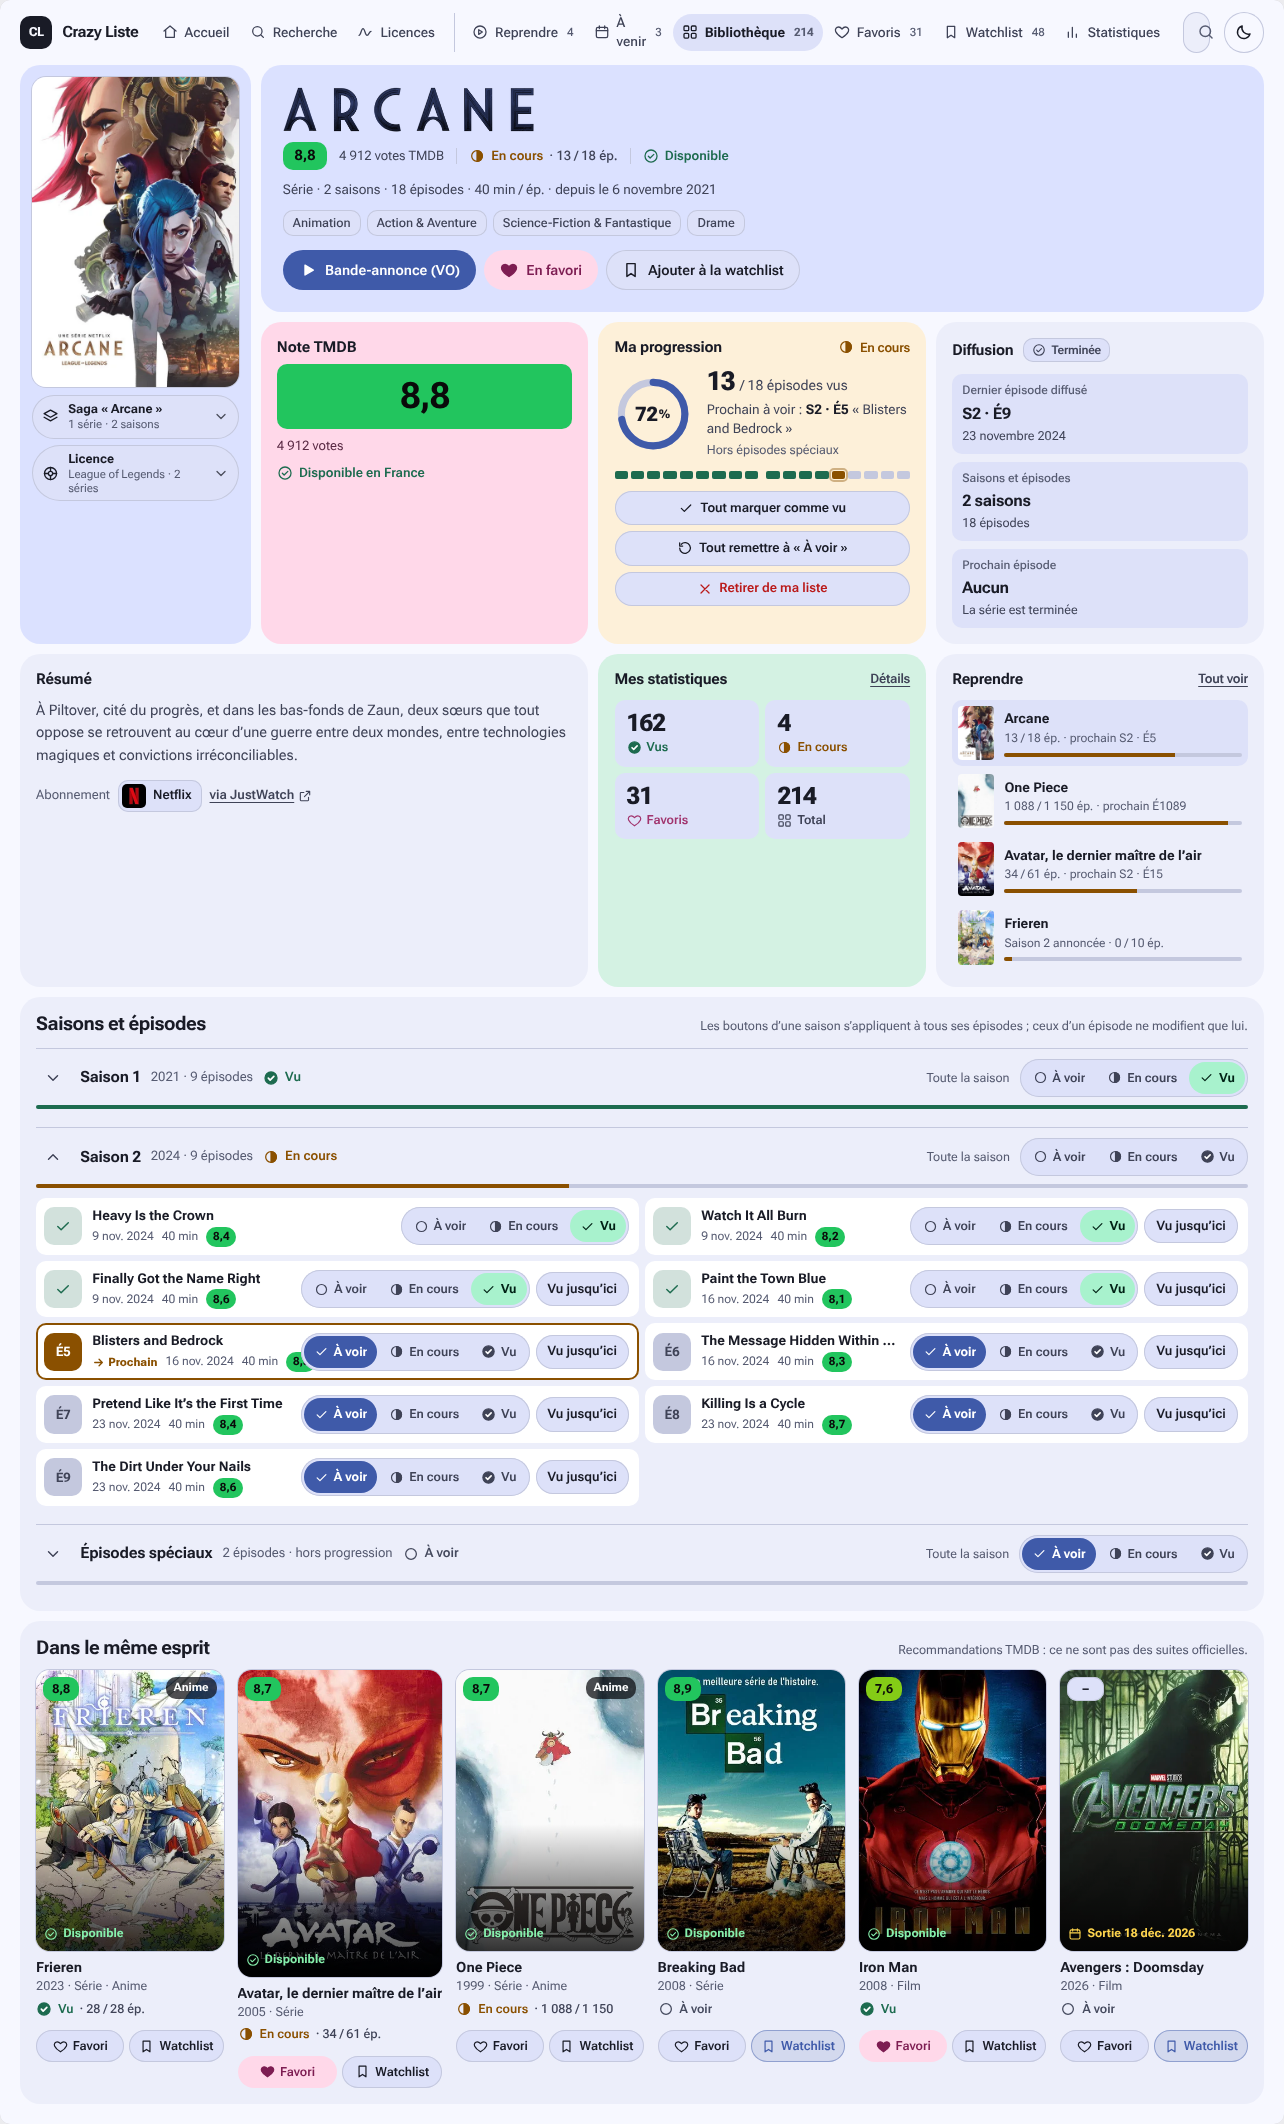 CL Crazy Liste Accueil Recherche Licences Reprendre 4 À venir 3 Bibliothèque 214 Favoris 31 Watchlist 48 Statistiques
UNE SÉRIE NETFLIX
ARCANE
LEAGUE OF LEGENDS
Saga « Arcane »
1 série · 2 saisons
Licence
League of Legends · 2
séries
ARCANE
8,8 4 912 votes TMDB En cours · 13 / 18 ép. Disponible
Série · 2 saisons · 18 épisodes · 40 min / ép. · depuis le 6 novembre 2021
Animation Action & Aventure Science-Fiction & Fantastique Drame
Bande-annonce (VO) En favori Ajouter à la watchlist
Note TMDB
8,8
4 912 votes
Disponible en France
Ma progression En cours
72%
13 / 18 épisodes vus
Prochain à voir : S2 · É5 « Blisters
and Bedrock »
Hors épisodes spéciaux
Tout marquer comme vu
Tout remettre à « À voir »
Retirer de ma liste
Diffusion Terminée
Dernier épisode diffusé
S2 · É9
23 novembre 2024
Saisons et épisodes
2 saisons
18 épisodes
Prochain épisode
Aucun
La série est terminée
Résumé
À Piltover, cité du progrès, et dans les bas-fonds de Zaun, deux sœurs que tout
oppose se retrouvent au cœur d’une guerre entre deux mondes, entre technologies
magiques et convictions irréconciliables.
Abonnement Netflix via JustWatch
Mes statistiques Détails
162 4
Vus En cours
31 214
Favoris Total
Reprendre Tout voir
Arcane
13 / 18 ép. · prochain S2 · É5
One Piece
1 088 / 1 150 ép. · prochain É1089
Avatar, le dernier maître de l’air
34 / 61 ép. · prochain S2 · É15
Frieren
Saison 2 annoncée · 0 / 10 ép.
Saisons et épisodes Les boutons d’une saison s’appliquent à tous ses épisodes ; ceux d’un épisode ne modifient que lui.
Saison 1 2021 · 9 épisodes Vu Toute la saison À voir En cours Vu
Saison 2 2024 · 9 épisodes En cours Toute la saison À voir En cours Vu
Heavy Is the Crown
9 nov. 2024 40 min 8,4 À voir En cours Vu
Watch It All Burn
9 nov. 2024 40 min 8,2 À voir En cours Vu Vu jusqu’ici
Finally Got the Name Right
9 nov. 2024 40 min 8,6 À voir En cours Vu Vu jusqu’ici
Paint the Town Blue
16 nov. 2024 40 min 8,1 À voir En cours Vu Vu jusqu’ici
É5 Blisters and Bedrock
→ Prochain 16 nov. 2024 40 min 8, À voir En cours Vu Vu jusqu’ici
É6 The Message Hidden Within ...
16 nov. 2024 40 min 8,3 À voir En cours Vu Vu jusqu’ici
É7 Pretend Like It’s the First Time
23 nov. 2024 40 min 8,4 À voir En cours Vu Vu jusqu’ici
É8 Killing Is a Cycle
23 nov. 2024 40 min 8,7 À voir En cours Vu Vu jusqu’ici
É9 The Dirt Under Your Nails
23 nov. 2024 40 min 8,6 À voir En cours Vu Vu jusqu’ici
Épisodes spéciaux 2 épisodes · hors progression À voir Toute la saison À voir En cours Vu
Dans le même esprit Recommandations TMDB : ce ne sont pas des suites officielles.
8,8 Anime
FRIEREN
Disponible
Frieren
2023 · Série · Anime
Vu · 28 / 28 ép.
Favori Watchlist
8,7
AVATAR
LE DERNIER MAÎTRE DE L'AIR
Disponible
Avatar, le dernier maître de l’air
2005 · Série
En cours · 34 / 61 ép.
Favori Watchlist
8,7 Anime
ONE PIECE
Disponible
One Piece
1999 · Série · Anime
En cours · 1 088 / 1 150
Favori Watchlist
8,9 meilleure série de l'histoire.
35
Breaking
56
Bad
Disponible
Breaking Bad
2008 · Série
À voir
Favori Watchlist
7,6
IRON MAN
Disponible
Iron Man
2008 · Film
Vu
Favori Watchlist
–
MARVEL STUDIOS
AVENGERS
DOOMSDAY
Sortie 18 déc. 2026
Avengers : Doomsday
2026 · Film
À voir
Favori Watchlist